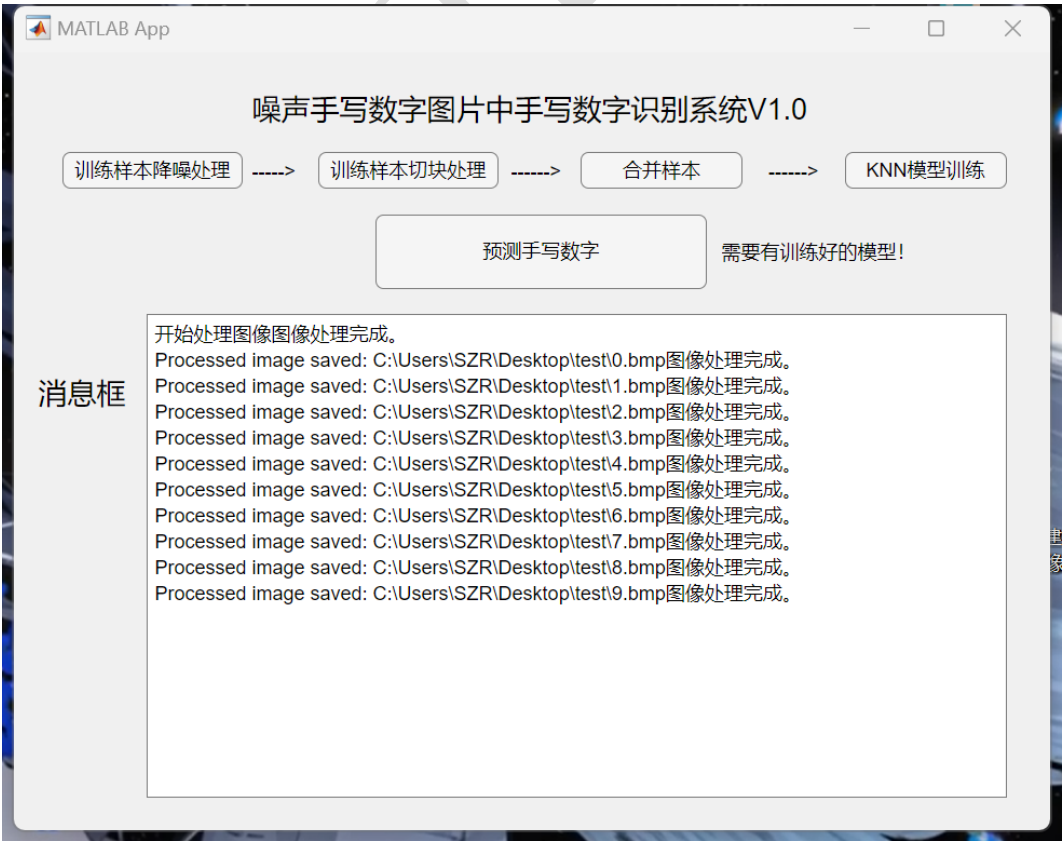 MATLAB App
噪声手写数字图片中手写数字识别系统V1.0
训练样本降噪处理 -----> 训练样本切块处理 ------> 合并样本 ------> KNN模型训练
预测手写数字 需要有训练好的模型！
消息框
开始处理图像图像处理完成。
Processed image saved: C:\Users\SZR\Desktop\test\0.bmp图像处理完成。
Processed image saved: C:\Users\SZR\Desktop\test\1.bmp图像处理完成。
Processed image saved: C:\Users\SZR\Desktop\test\2.bmp图像处理完成。
Processed image saved: C:\Users\SZR\Desktop\test\3.bmp图像处理完成。
Processed image saved: C:\Users\SZR\Desktop\test\4.bmp图像处理完成。
Processed image saved: C:\Users\SZR\Desktop\test\5.bmp图像处理完成。
Processed image saved: C:\Users\SZR\Desktop\test\6.bmp图像处理完成。
Processed image saved: C:\Users\SZR\Desktop\test\7.bmp图像处理完成。
Processed image saved: C:\Users\SZR\Desktop\test\8.bmp图像处理完成。
Processed image saved: C:\Users\SZR\Desktop\test\9.bmp图像处理完成。